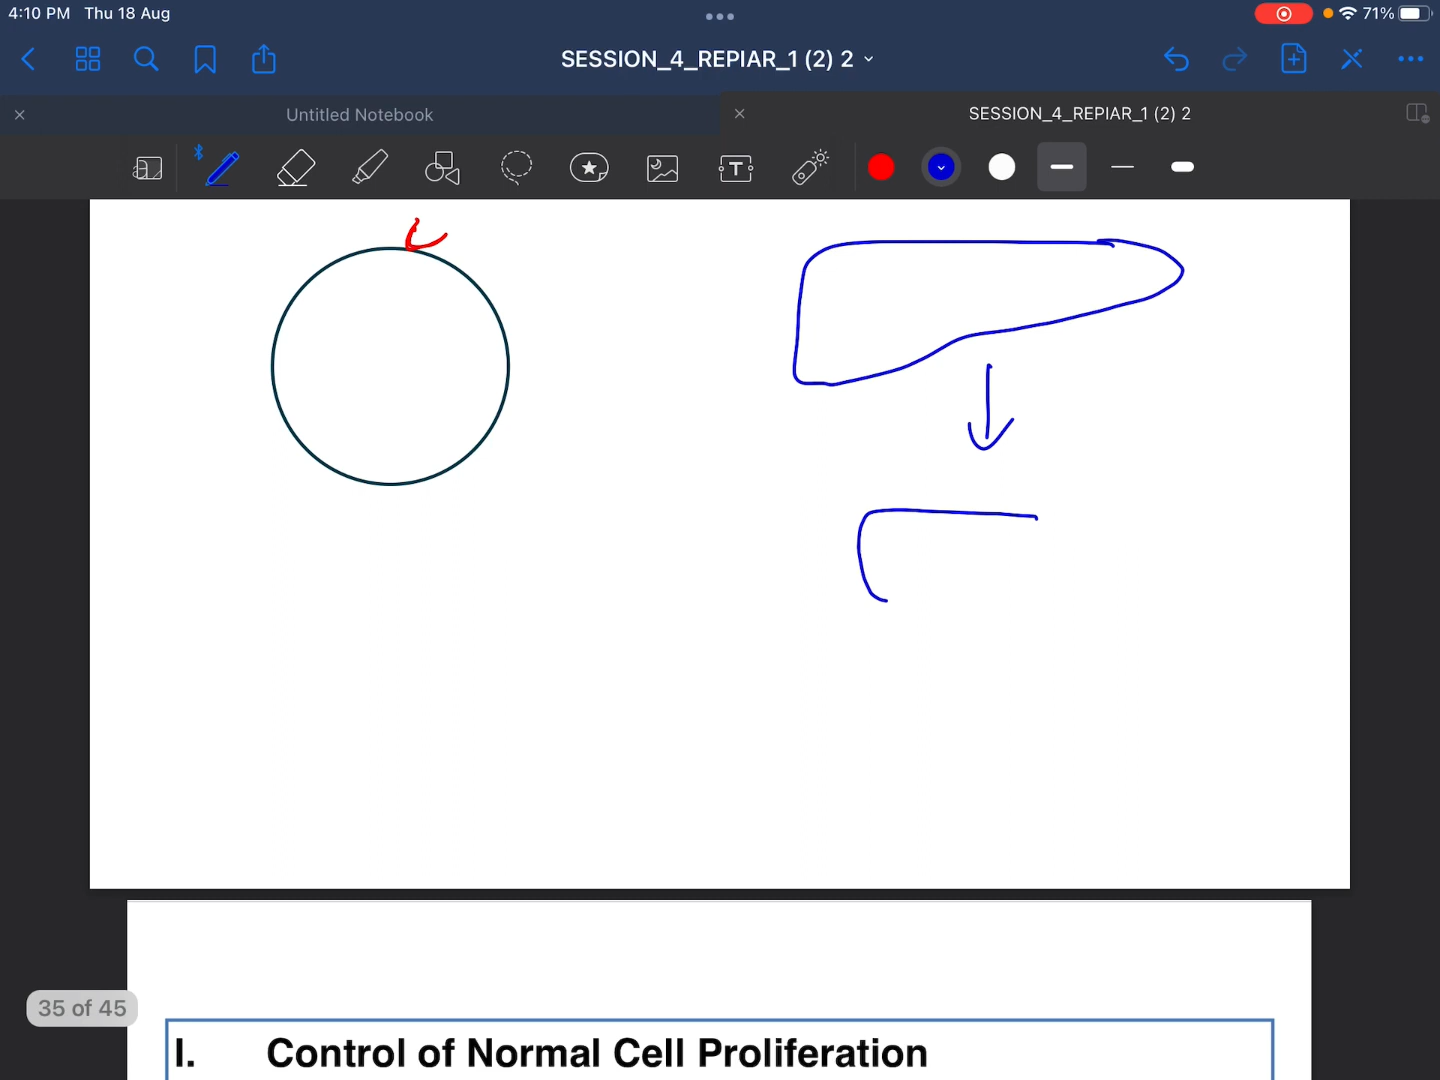 4:10 PM Thu 18 Aug
71%
SESSION_4_REPIAR_1 (2) 2
Untitled Notebook
SESSION_4_REPIAR_1 (2) 2
35 of 45
I. Control of Normal Cell Proliferation